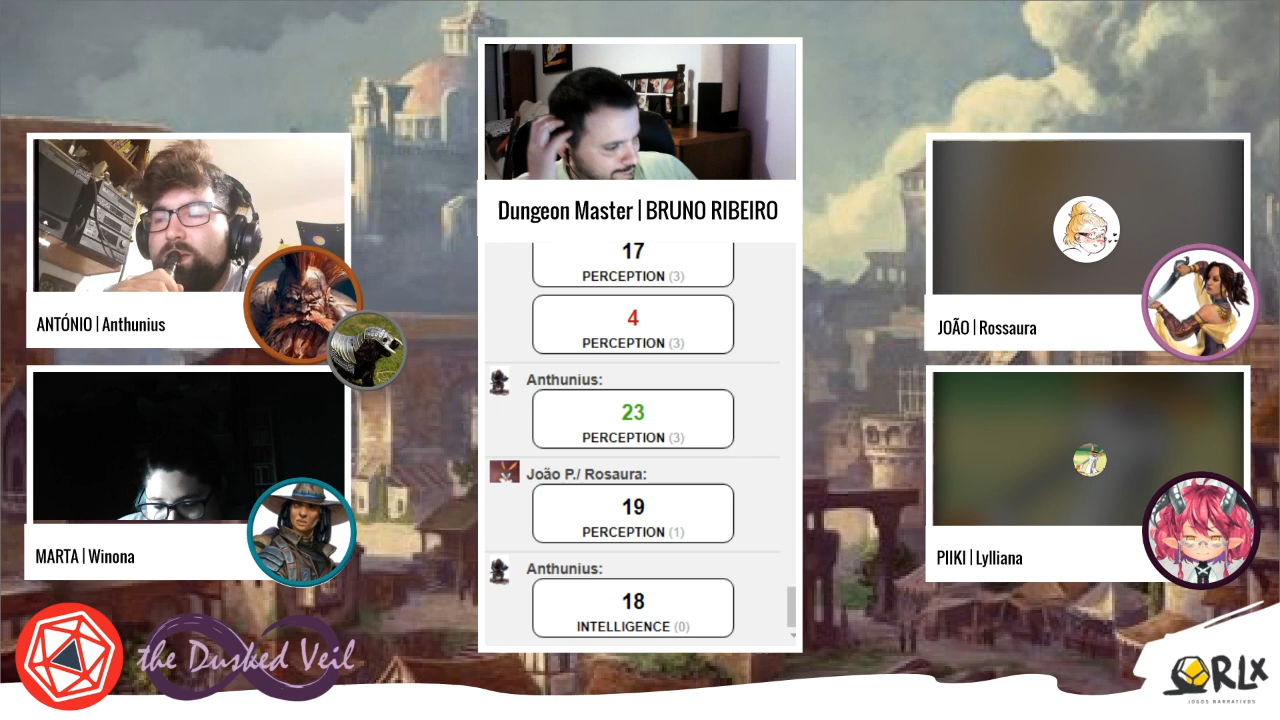 Dungeon Master | BRUNO RIBEIRO
17
PERCEPTION (3)
4
PERCEPTION (3)
Anthunius:
23
PERCEPTION (3)
João P./ Rosaura:
19
PERCEPTION (1)
Anthunius:
18
INTELLIGENCE (0)
ANTÓNIO | Anthunius
MARTA | Winona
JOÃO | Rossaura
PIIKI | Lylliana
the Dusked Veil
RLx
JOGOS NARRATIVOS